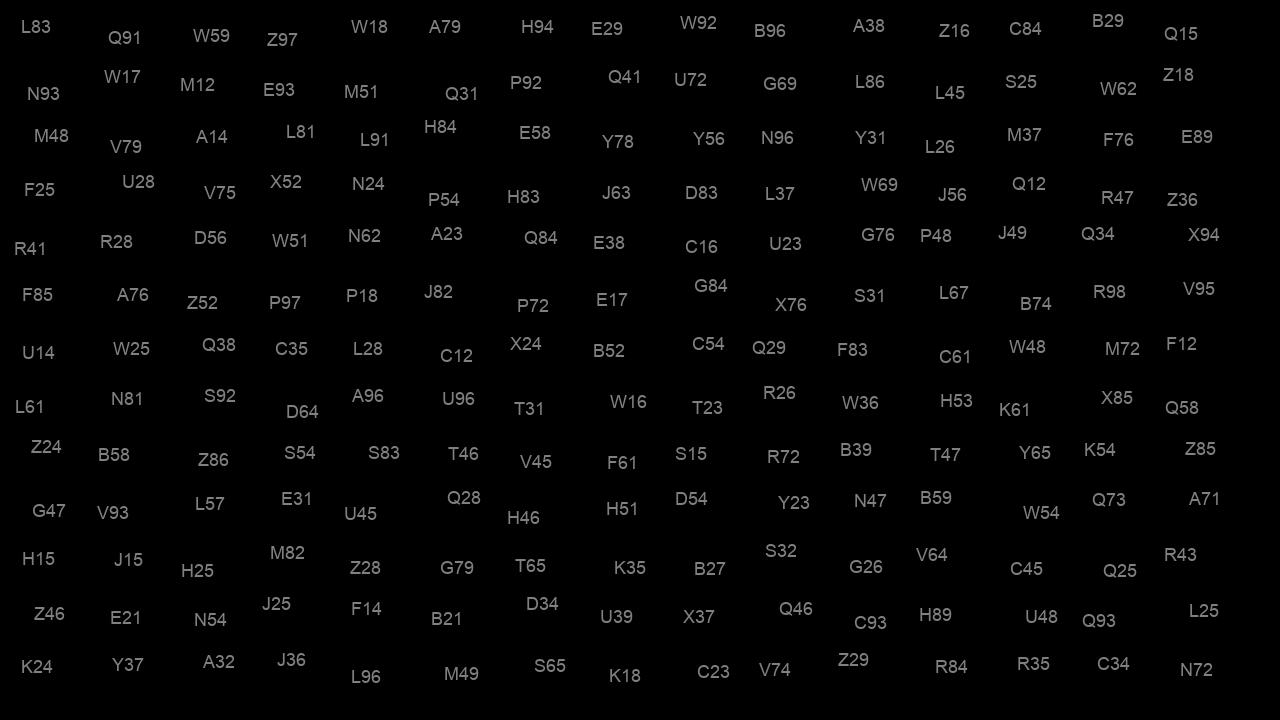 L83 Q91 W59 Z97 W18 A79 H94 E29 W92 B96 A38 Z16 C84 B29 Q15
N93 W17 M12 E93 M51 Q31 P92 Q41 U72 G69 L86 L45 S25 W62 Z18
M48 V79 A14 L81 L91 H84 E58 Y78 Y56 N96 Y31 L26 M37 F76 E89
F25 U28 V75 X52 N24 P54 H83 J63 D83 L37 W69 J56 Q12 R47 Z36
R41 R28 D56 W51 N62 A23 Q84 E38 C16 U23 G76 P48 J49 Q34 X94
F85 A76 Z52 P97 P18 J82 P72 E17 G84 X76 S31 L67 B74 R98 V95
U14 W25 Q38 C35 L28 C12 X24 B52 C54 Q29 F83 C61 W48 M72 F12
L61 N81 S92 D64 A96 U96 T31 W16 T23 R26 W36 H53 K61 X85 Q58
Z24 B58 Z86 S54 S83 T46 V45 F61 S15 R72 B39 T47 Y65 K54 Z85
G47 V93 L57 E31 U45 Q28 H46 H51 D54 Y23 N47 B59 W54 Q73 A71
H15 J15 H25 M82 Z28 G79 T65 K35 B27 S32 G26 V64 C45 Q25 R43
Z46 E21 N54 J25 F14 B21 D34 U39 X37 Q46 C93 H89 U48 Q93 L25
K24 Y37 A32 J36 L96 M49 S65 K18 C23 V74 Z29 R84 R35 C34 N72